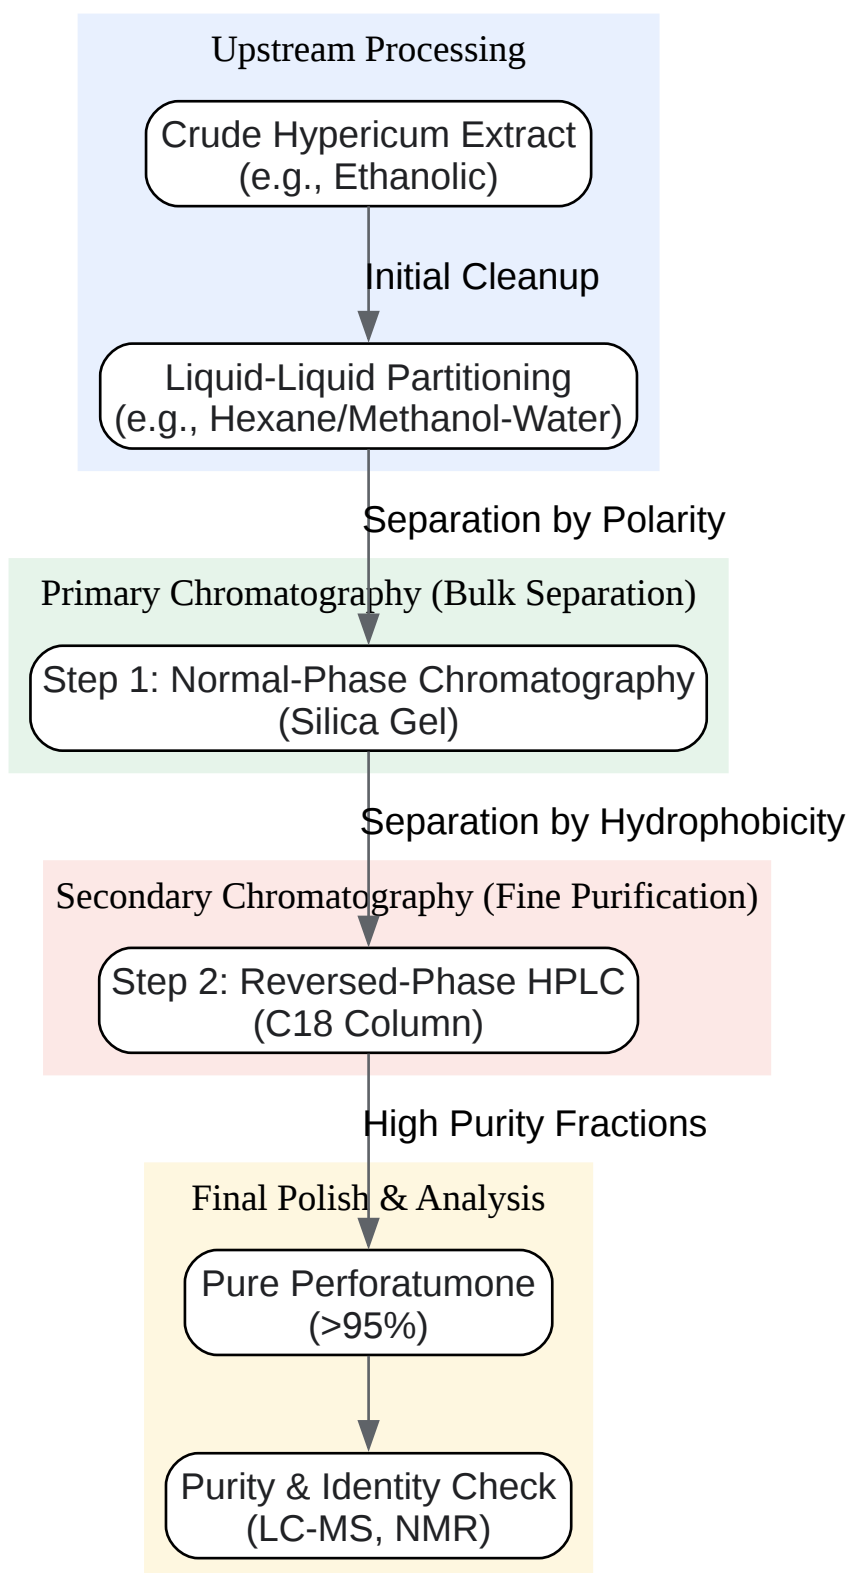 Upstream Processing
Crude Hypericum Extract
(e.g., Ethanolic)
Initial Cleanup
Liquid-Liquid Partitioning
(e.g., Hexane/Methanol-Water)
Separation by Polarity
Primary Chromatography (Bulk Separation)
Step 1: Normal-Phase Chromatography
(Silica Gel)
Separation by Hydrophobicity
Secondary Chromatography (Fine Purification)
Step 2: Reversed-Phase HPLC
(C18 Column)
High Purity Fractions
Final Polish & Analysis
Pure Perforatumone
(>95%)
Purity & Identity Check
(LC-MS, NMR)